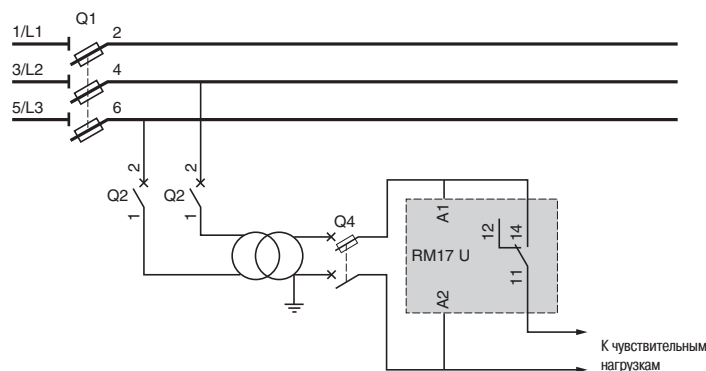 Q1
1/L1
2
3/L2
4
5/L3
6
2
2
Q2
Q2
1
1
Q4
A1
12
14
RM17 U
11
A2
К чувствительным
нагрузкам